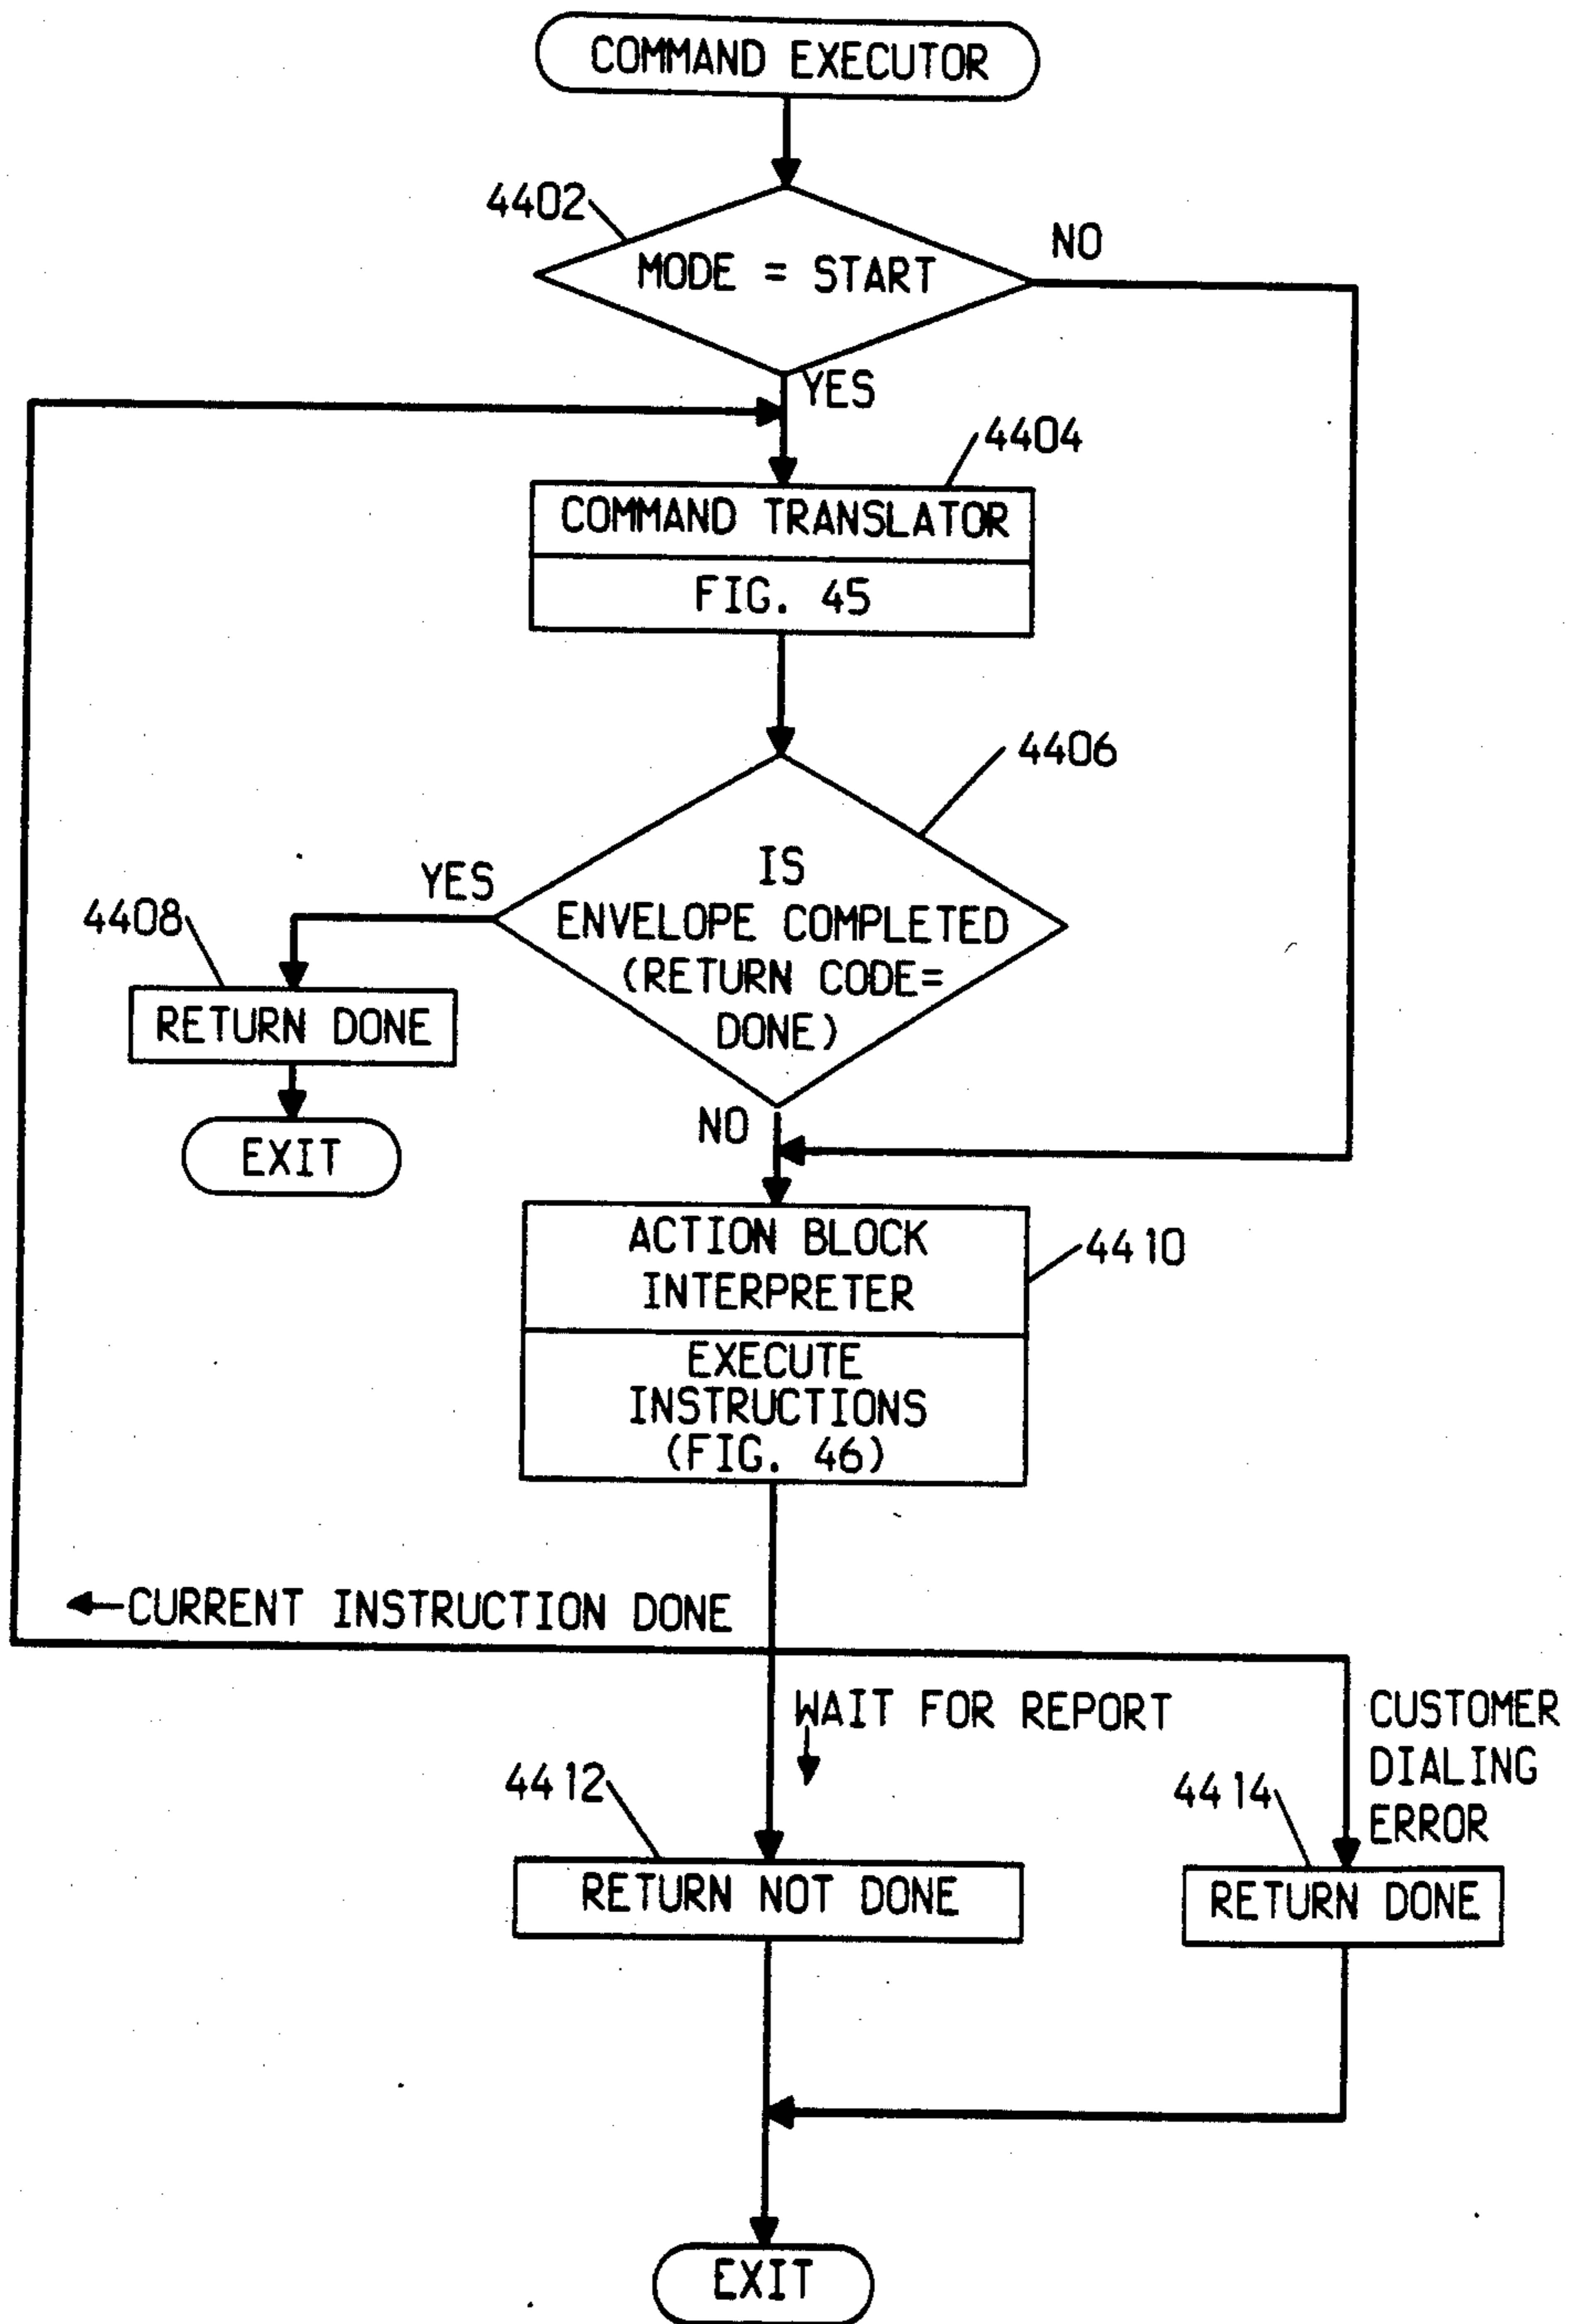 COMMAND EXECUTOR
4402
MODE = START
NO
YES
4404
COMMAND TRANSLATOR
FIG. 45
4406
YES
IS
ENVELOPE COMPLETED
(RETURN CODE=
DONE)
4408
RETURN DONE
EXIT
NO
ACTION BLOCK
INTERPRETER
4410
EXECUTE
INSTRUCTIONS
(FIG. 46)
CURRENT INSTRUCTION DONE
WAIT FOR REPORT
CUSTOMER
DIALING
ERROR
4412
4414
RETURN NOT DONE
RETURN DONE
EXIT